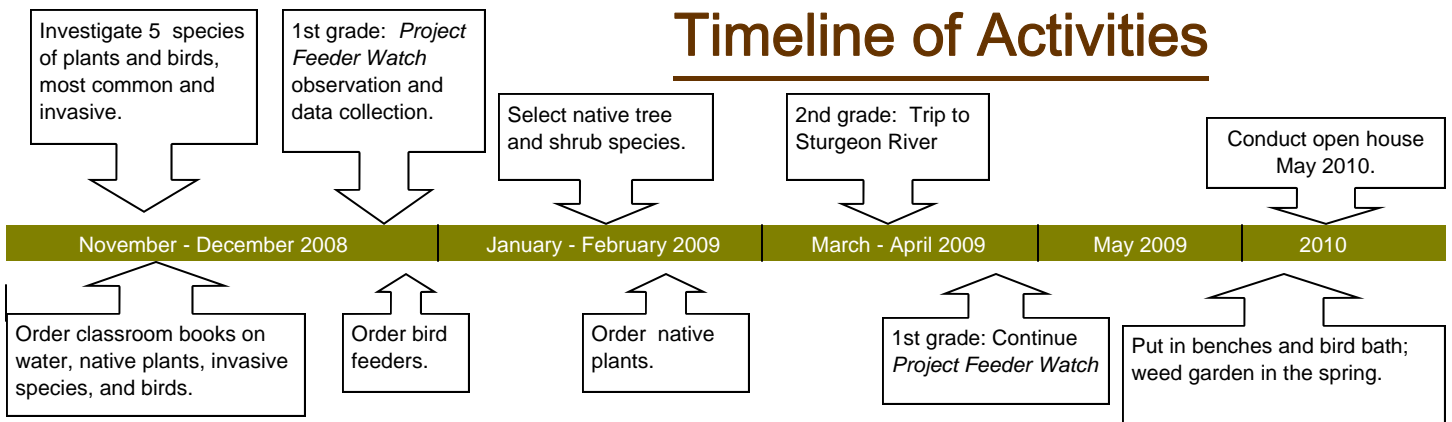 Timeline of Activities
Investigate 5 species
of plants and birds,
most common and
invasive.
1st grade: Project
Feeder Watch
observation and
data collection.
Select native tree
and shrub species.
2nd grade: Trip to
Sturgeon River
Conduct open house
May 2010.
November - December 2008
January - February 2009
March - April 2009
May 2009
2010
Order classroom books on
water, native plants, invasive
species, and birds.
Order bird
feeders.
Order native
plants.
1st grade: Continue
Project Feeder Watch
Put in benches and bird bath;
weed garden in the spring.